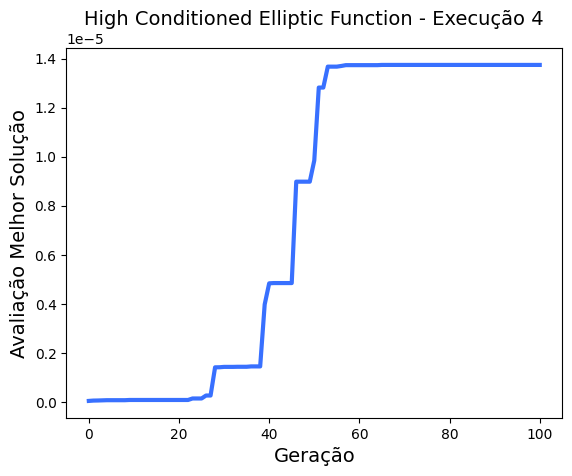 High Conditioned Elliptic Function - Execução 4
1e−5
1.4
1.2
1.0
0.8
0.6
0.4
0.2
0.0
Avaliação Melhor Solução
0 20 40 60 80 100
Geração